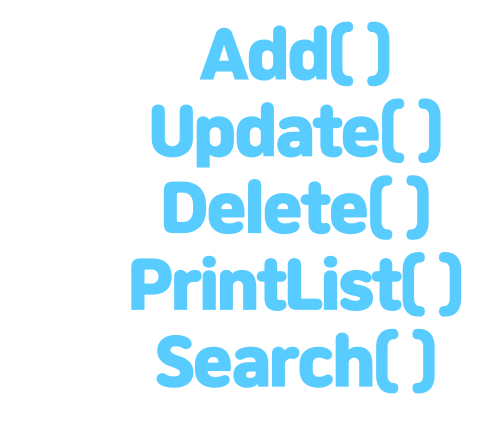 Add( )
Update( )
Delete( )
PrintList( )
Search( )